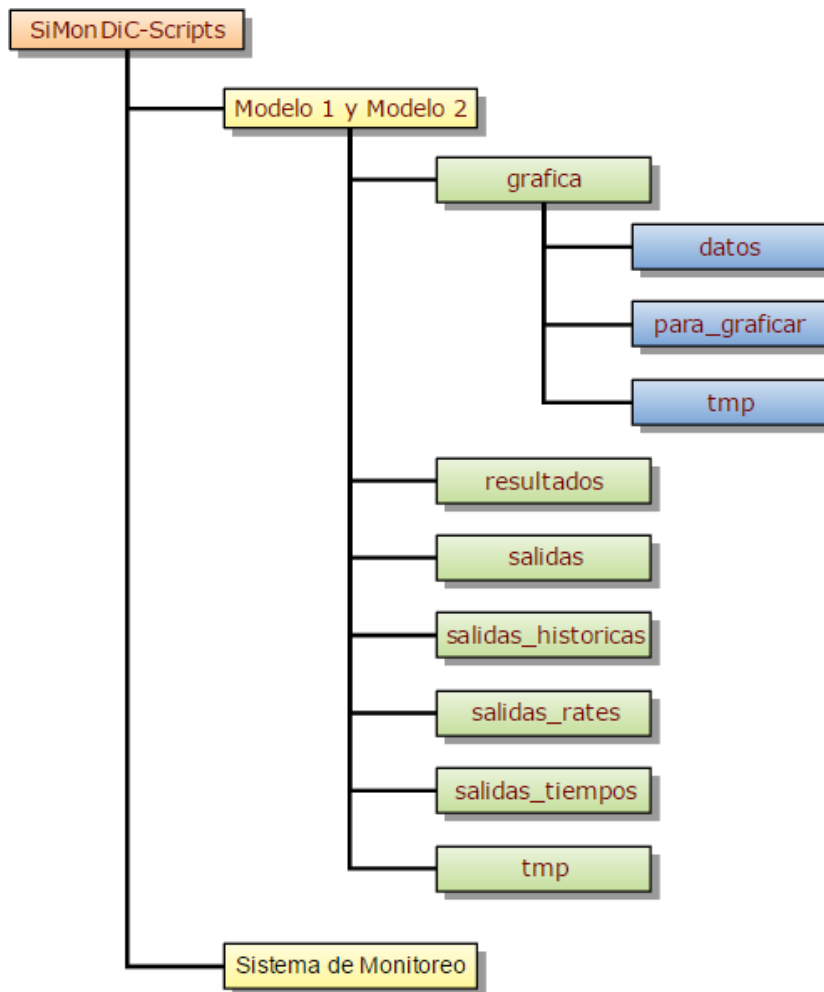 SiMonDiC-Scripts
Modelo 1 y Modelo 2
grafica
datos
para_graficar
tmp
resultados
salidas
salidas_historicas
salidas_rates
salidas_tiempos
tmp
Sistema de Monitoreo